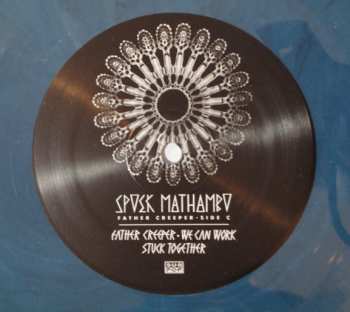 SPOEK MATHAMBO
FATHER CREEPER · SIDE C
FATHER CREEPER · WE CAN WORK
STUCK TOGETHER